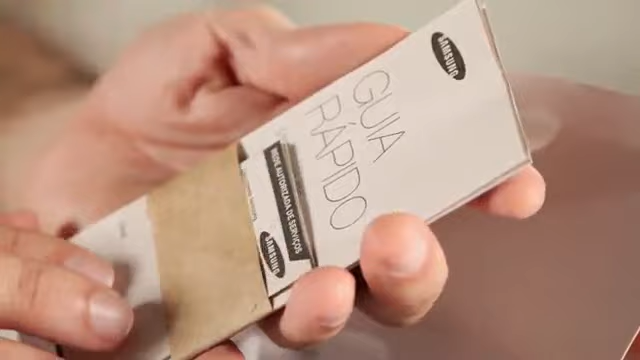 SAMSUNG
GUIA
RÁPIDO
REDE AUTORIZADA DE SERVIÇOS
SAMSUNG